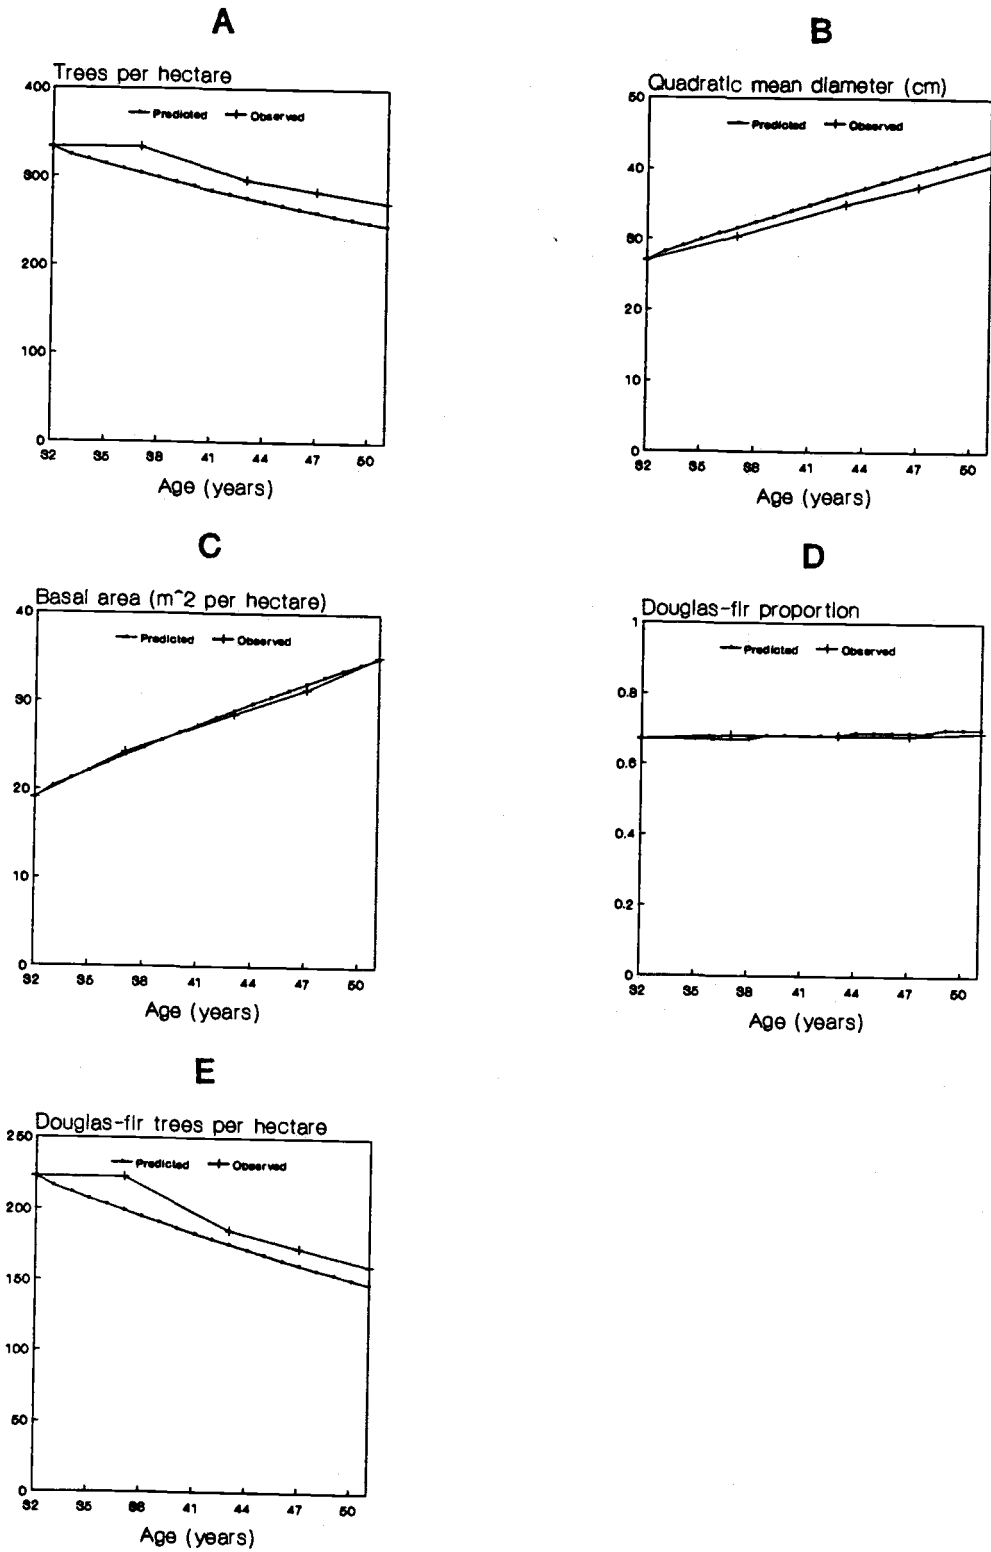 A
Trees per hectare
400
Predicted Observed
300
200
100
0
32 35 38 41 44 47 50
Age (years)
B
Quadratic mean diameter (cm)
50
Predicted Observed
40
30
20
10
0
32 35 38 41 44 47 50
Age (years)
C
Basal area (m^2 per hectare)
40
Predicted Observed
30
20
10
0
32 35 38 41 44 47 50
Age (years)
D
Douglas-fir proportion
1
Predicted Observed
0.8
0.6
0.4
0.2
0
32 35 38 41 44 47 50
Age (years)
E
Douglas-fir trees per hectare
250
Predicted Observed
200
150
100
50
0
32 35 38 41 44 47 50
Age (years)